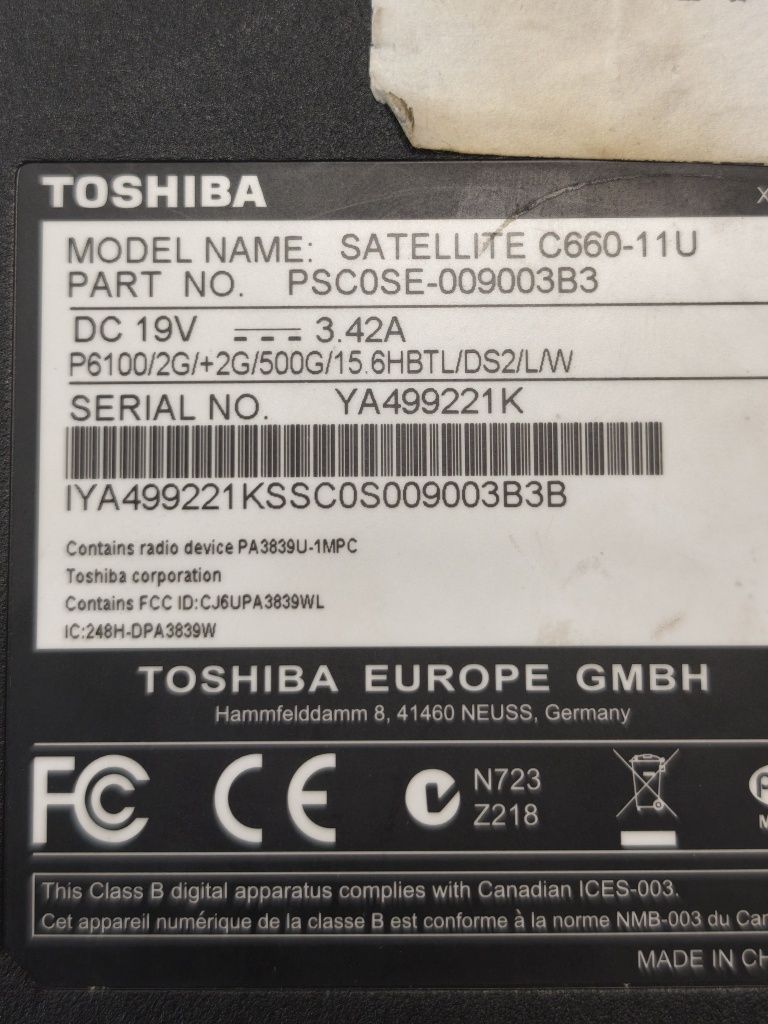 TOSHIBA
MODEL NAME: SATELLITE C660-11U
PART NO. PSC0SE-009003B3
DC 19V 3.42A
P6100/2G/+2G/500G/15.6HBTL/DS2/L/W
SERIAL NO. YA499221K
IYA499221KSSC0S009003B3B
Contains radio device PA3839U-1MPC
Toshiba corporation
Contains FCC ID:CJ6UPA3839WL
IC:248H-DPA3839W
TOSHIBA EUROPE GMBH
Hammfelddamm 8, 41460 NEUSS, Germany
FC CE N723
Z218
This Class B digital apparatus complies with Canadian ICES-003.
Cet appareil numérique de la classe B est conforme à la norme NMB-003 du
MADE IN